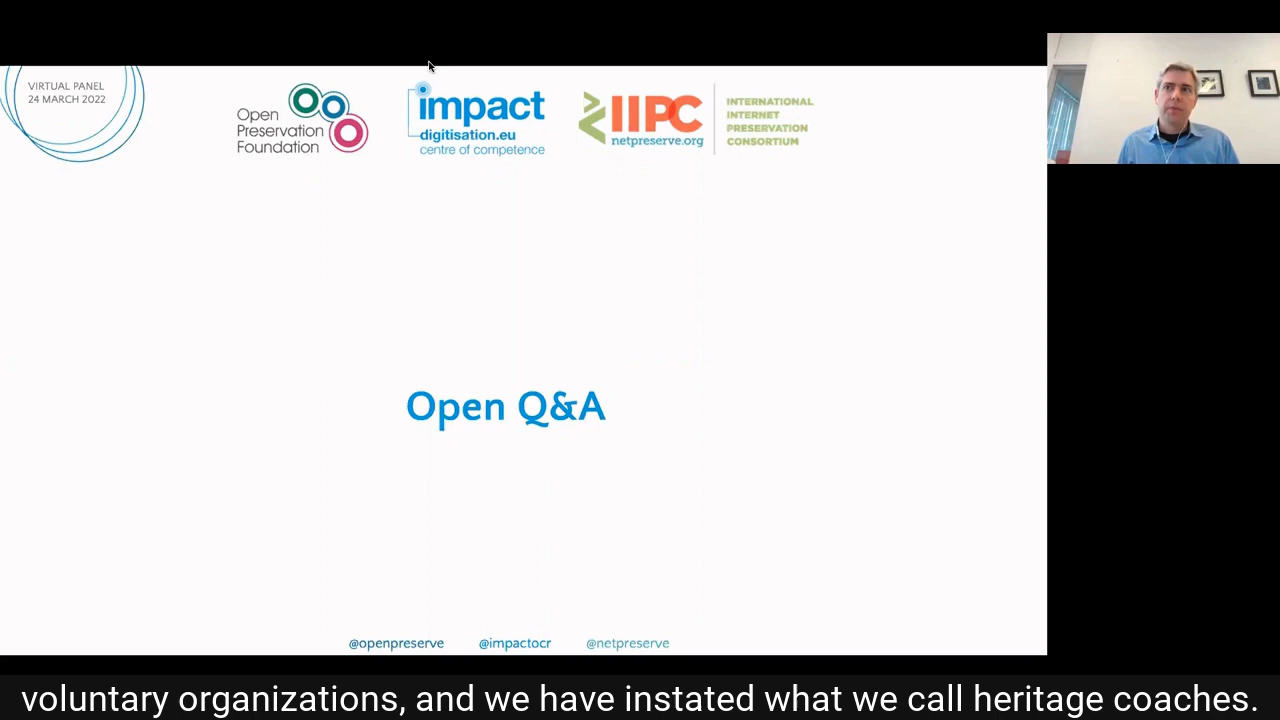 VIRTUAL PANEL
24 MARCH 2022
Open
Preservation
Foundation
impact
digitisation.eu
centre of competence
IIPC
netpreserve.org
INTERNATIONAL
INTERNET
PRESERVATION
CONSORTIUM
Open Q&A
@openpreserve @impactocr @netpreserve
voluntary organizations, and we have instated what we call heritage coaches.